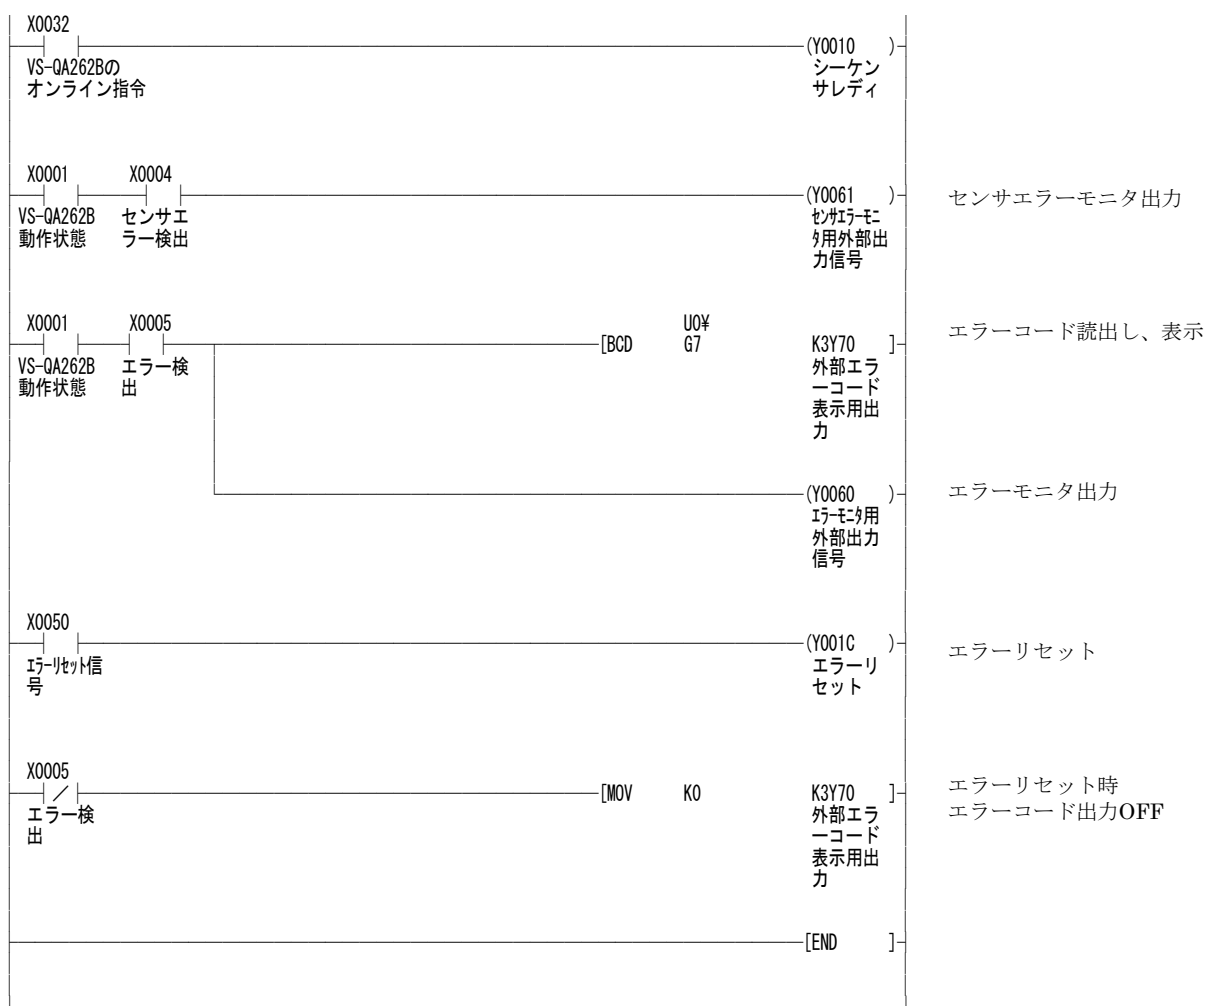 X0032
(Y0010 )
VS-QA262Bの
オンライン指令
シーケン
サレディ
X0001 X0004
(Y0061 )
センサエラーモニタ出力
VS-QA262B
動作状態
センサエ
ラー検出
センサエラーモニ
タ用外部出
力信号
X0001 X0005
[BCD U0¥
G7 K3Y70 ]
エラーコード読出し、表示
VS-QA262B
動作状態
エラー検
出
外部エラ
ーコード
表示用出
力
(Y0060 )
エラーモニタ出力
エラーモニタ用
外部出力
信号
X0050
(Y001C )
エラーリセット
エラーリセット信
号
エラーリ
セット
X0005
[MOV K0 K3Y70 ]
エラーリセット時
エラーコード出力OFF
エラー検
出
外部エラ
ーコード
表示用出
力
[END ]